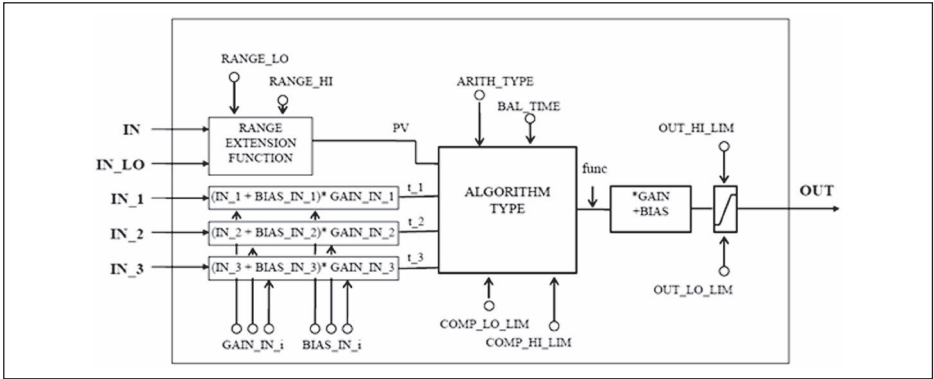 RANGE_LO
RANGE_HI
ARITH_TYPE
BAL_TIME
OUT_HI_LIM
IN
IN_LO
RANGE
EXTENSION
FUNCTION
PV
IN_1
(IN_1 + BIAS_IN_1)* GAIN_IN_1
t_1
IN_2
(IN_2 + BIAS_IN_2)* GAIN_IN_2
t_2
IN_3
(IN_3 + BIAS_IN_3)* GAIN_IN_3
t_3
ALGORITHM
TYPE
func
*GAIN
+BIAS
OUT
OUT_LO_LIM
GAIN_IN_i
BIAS_IN_i
COMP_LO_LIM
COMP_HI_LIM